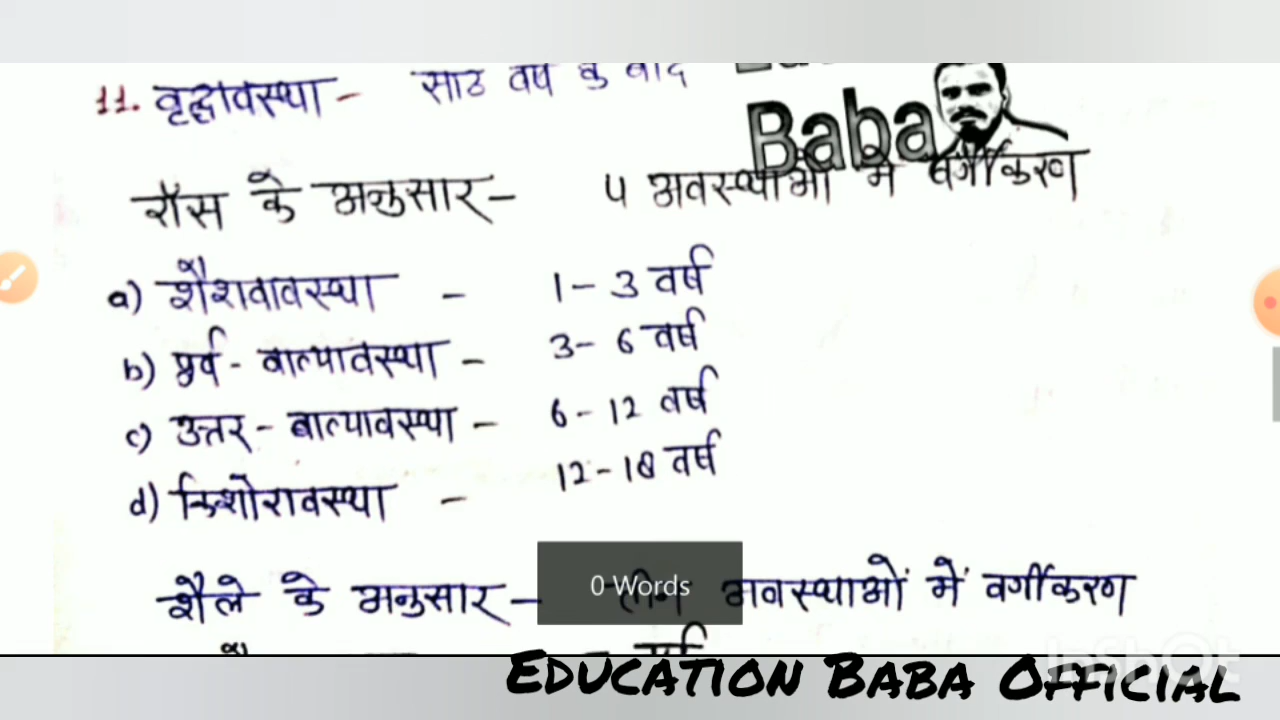 11. वृद्धावस्था - साठ वर्ष के बाद
Baba
रॉस के अनुसार - 4 अवस्थाओं में वर्गीकरण
a) शैशवावस्था - 1 - 3 वर्ष
b) पूर्व - बाल्यावस्था - 3 - 6 वर्ष
c) उत्तर - बाल्यावस्था - 6 - 12 वर्ष
d) किशोरावस्था - 12 - 18 वर्ष
शैले के अनुसार - तीन अवस्थाओं में वर्गीकरण
0 Words
EDUCATION BABA OFFICIAL
InShOt